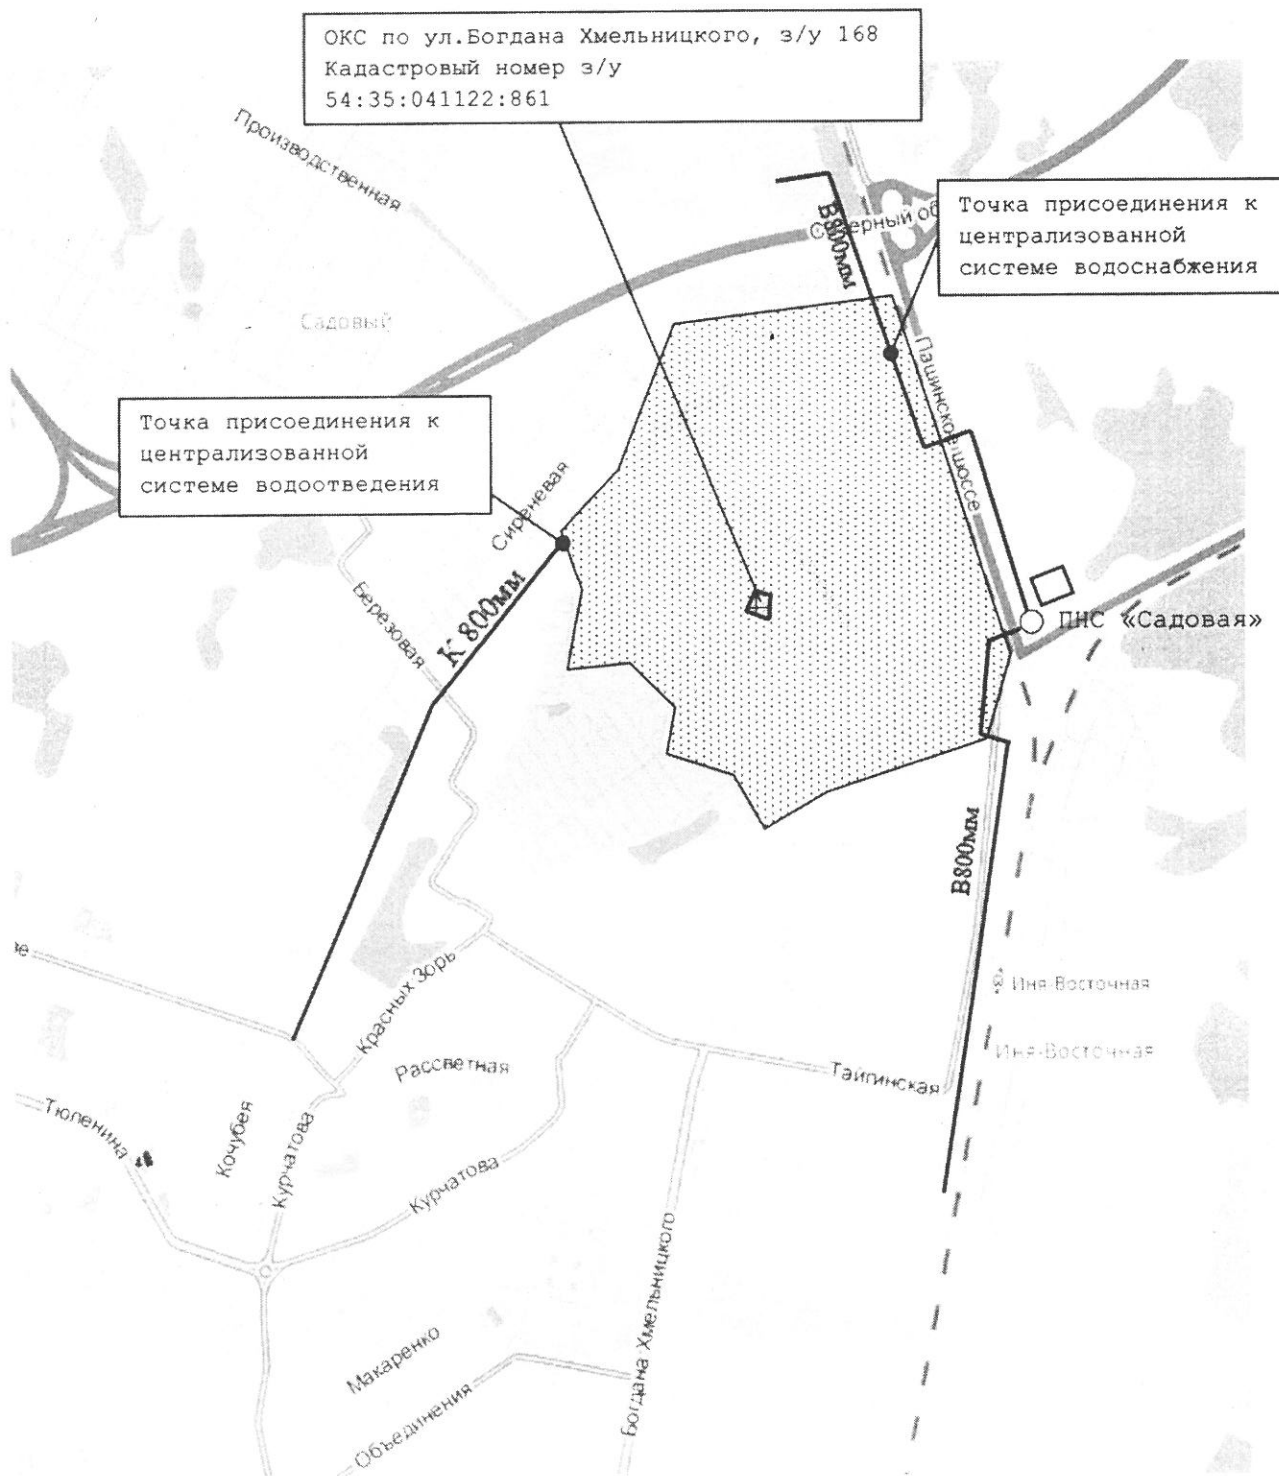 ОКС по ул.Богдана Хмельницкого, з/у 168
Кадастровый номер з/у
54:35:041122:861
Производственная
Точка присоединения к
централизованной
системе водоснабжения
В800мм
Садовый
Пашинское шоссе
Точка присоединения к
централизованной
системе водоотведения
Сиреневая
К 800мм
Березовая
ПНС «Садовая»
В800мм
Красных Зорь
Иня-Восточная
Иня-Восточная
Рассветная
Тайгинская
Тюленина
Кочубея
Курчатова
Курчатова
Богдана Хмельницкого
Макаренко
Объединения